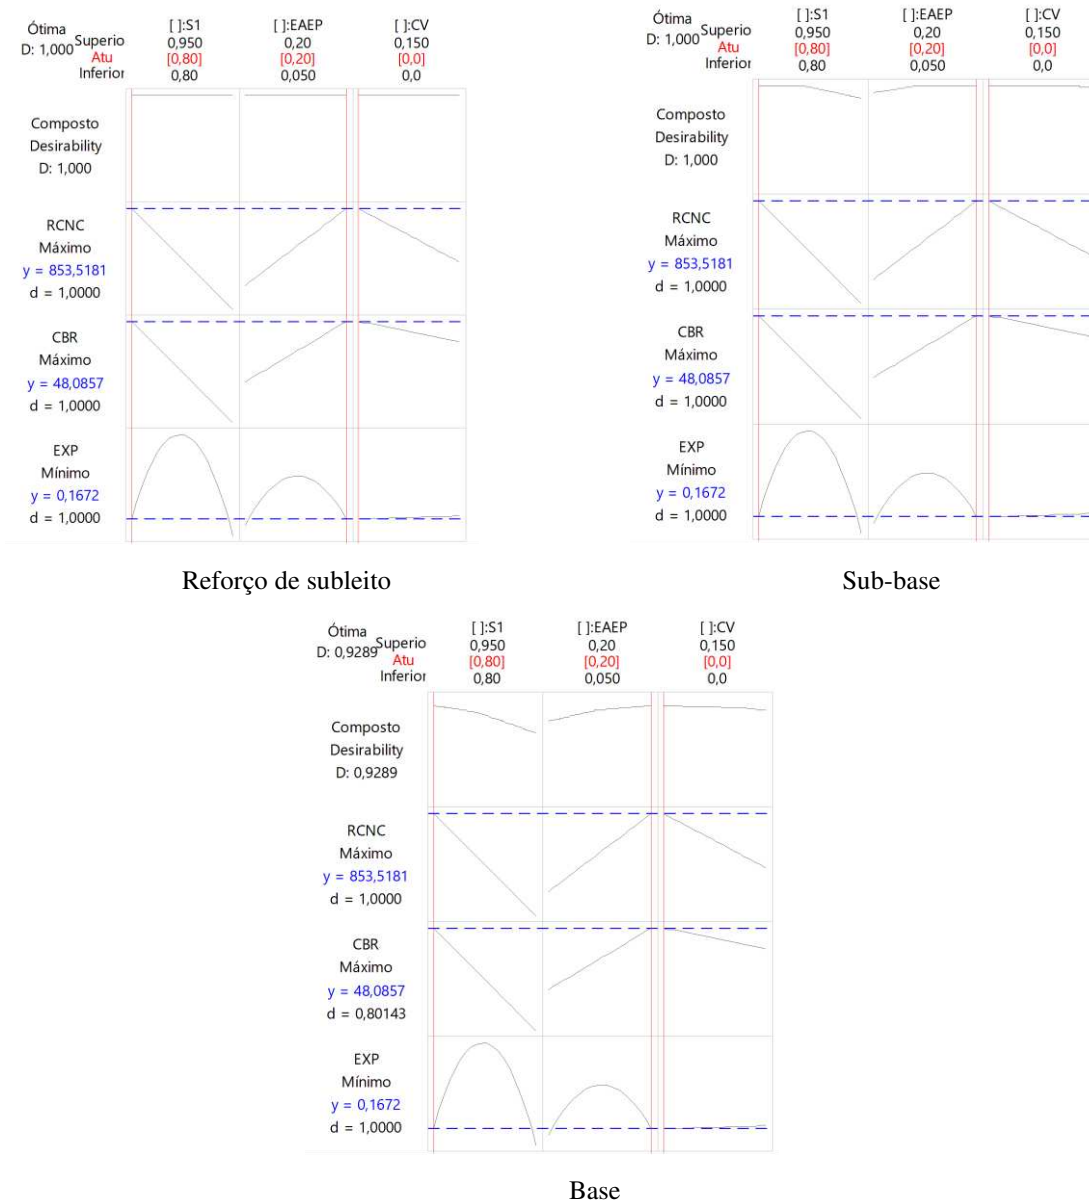 Ótima
D: 1,000
Superio
Atu
Inferior
[ ]:S1
0,950
[0,80]
0,80
[ ]:EAEP
0,20
[0,20]
0,050
[ ]:CV
0,150
[0,0]
0,0
Composto
Desirability
D: 1,000
RCNC
Máximo
y = 853,5181
d = 1,0000
CBR
Máximo
y = 48,0857
d = 1,0000
EXP
Mínimo
y = 0,1672
d = 1,0000
Reforço de subleito
Ótima
D: 1,000
Superio
Atu
Inferior
[ ]:S1
0,950
[0,80]
0,80
[ ]:EAEP
0,20
[0,20]
0,050
[ ]:CV
0,150
[0,0]
0,0
Composto
Desirability
D: 1,000
RCNC
Máximo
y = 853,5181
d = 1,0000
CBR
Máximo
y = 48,0857
d = 1,0000
EXP
Mínimo
y = 0,1672
d = 1,0000
Sub-base
Ótima
D: 0,9289
Superio
Atu
Inferior
[ ]:S1
0,950
[0,80]
0,80
[ ]:EAEP
0,20
[0,20]
0,050
[ ]:CV
0,150
[0,0]
0,0
Composto
Desirability
D: 0,9289
RCNC
Máximo
y = 853,5181
d = 1,0000
CBR
Máximo
y = 48,0857
d = 0,80143
EXP
Mínimo
y = 0,1672
d = 1,0000
Base